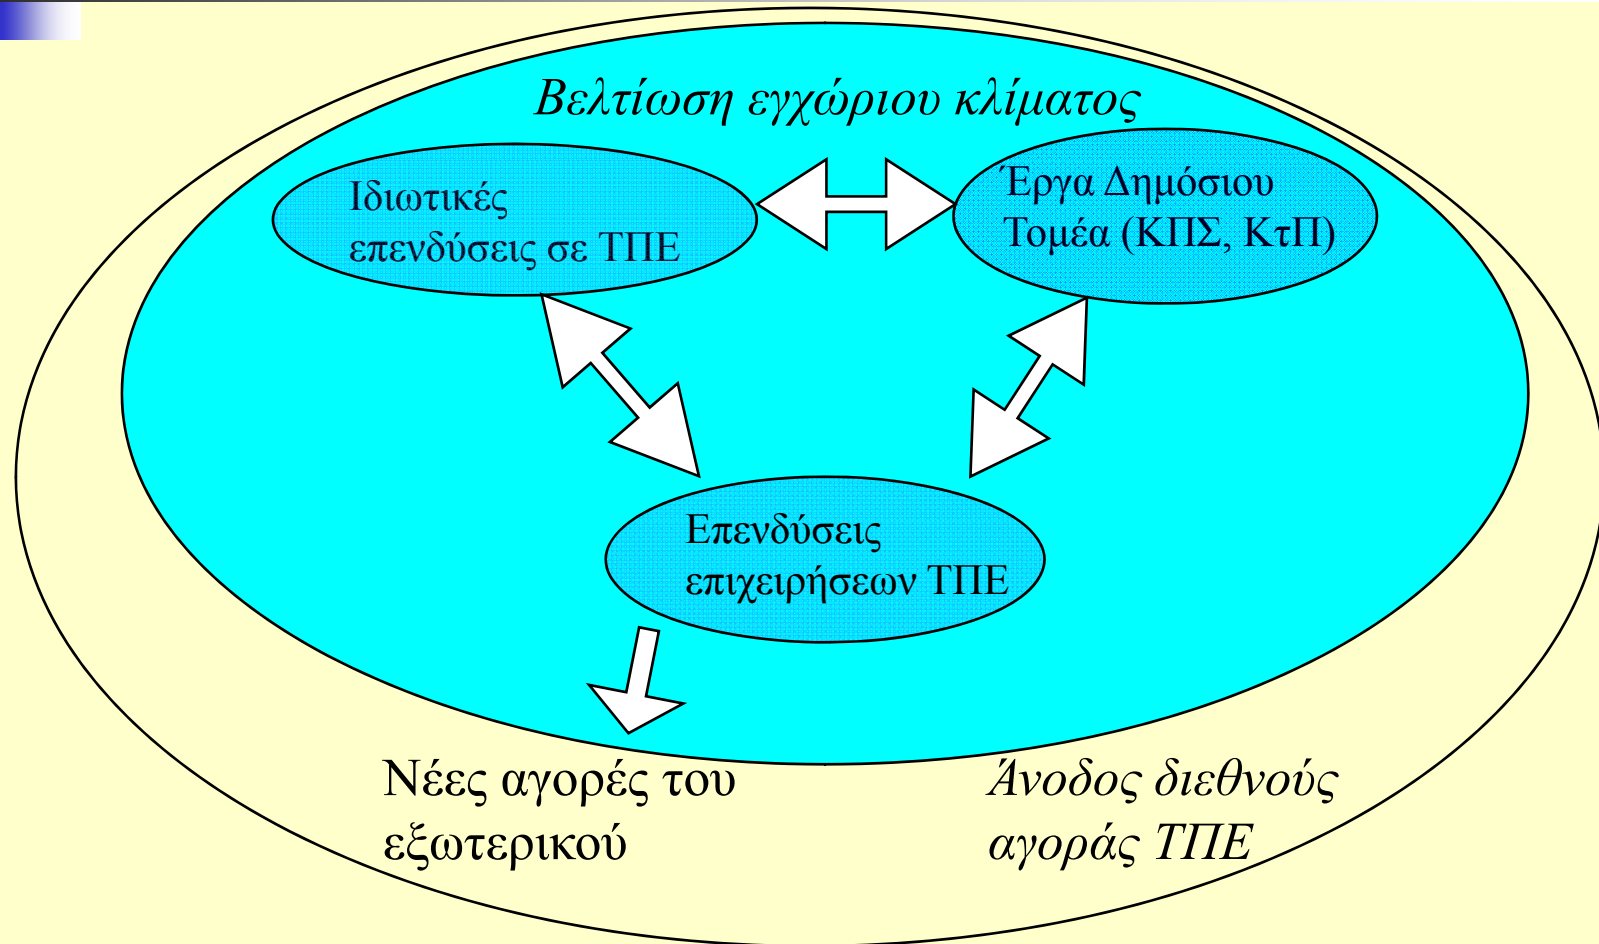 Βελτίωση εγχώριου κλίματος
Ιδιωτικές
επενδύσεις σε ΤΠΕ
Έργα Δημόσιου
Τομέα (ΚΠΣ, ΚτΠ)
Επενδύσεις
επιχειρήσεων ΤΠΕ
Νέες αγορές του
εξωτερικού
Άνοδος διεθνούς
αγοράς ΤΠΕ